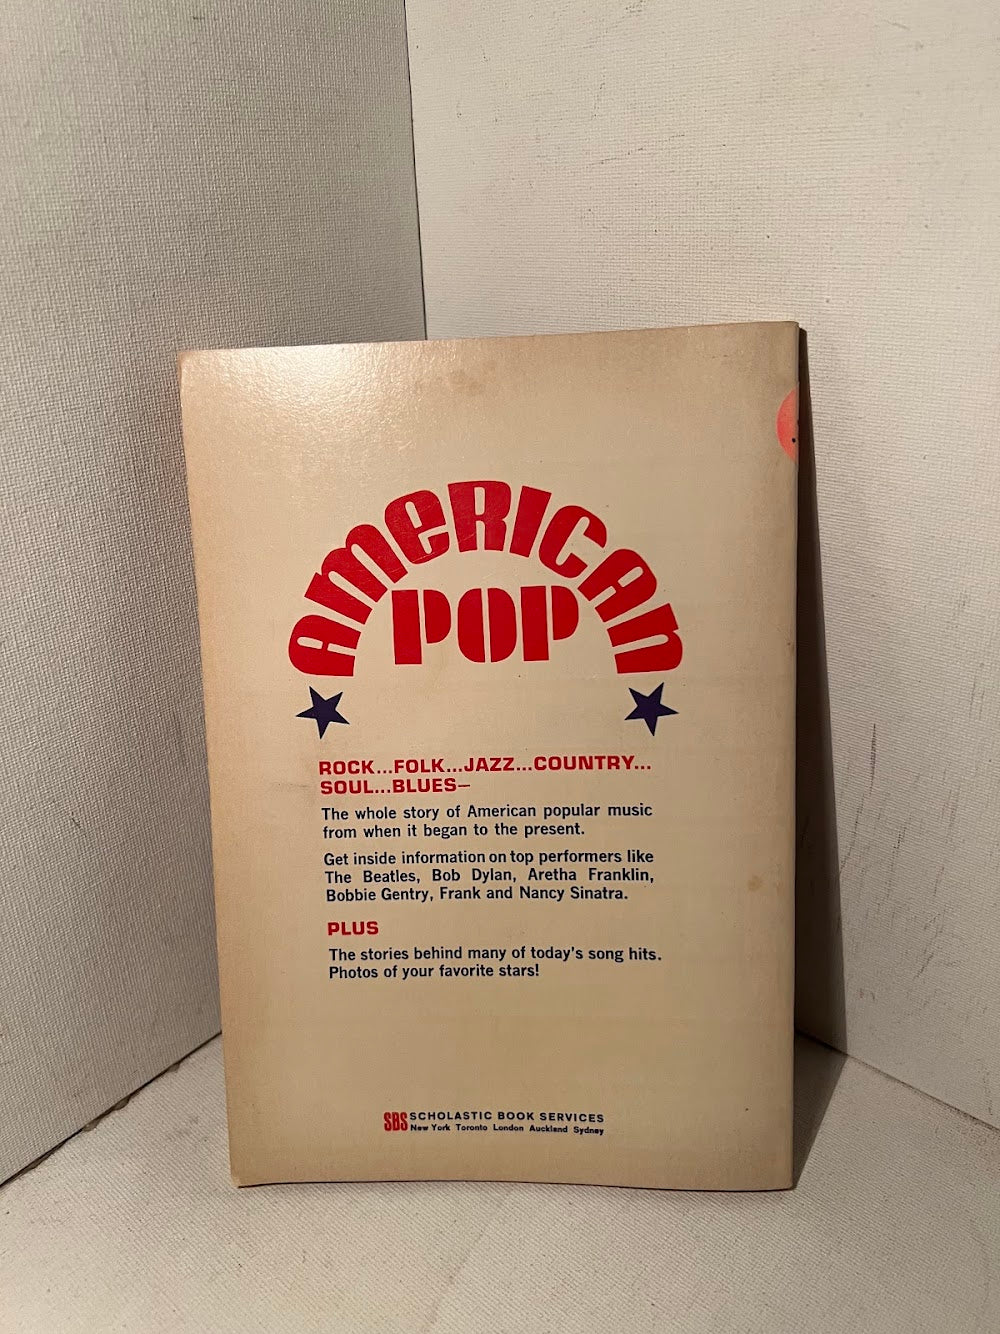 AMERICAN
POP
ROCK...FOLK...JAZZ...COUNTRY...
SOUL...BLUES—
The whole story of American popular music
from when it began to the present.
Get inside information on top performers like
The Beatles, Bob Dylan, Aretha Franklin,
Bobbie Gentry, Frank and Nancy Sinatra.
PLUS
The stories behind many of today's song hits.
Photos of your favorite stars!
SBS SCHOLASTIC BOOK SERVICES
New York Toronto London Auckland Sydney